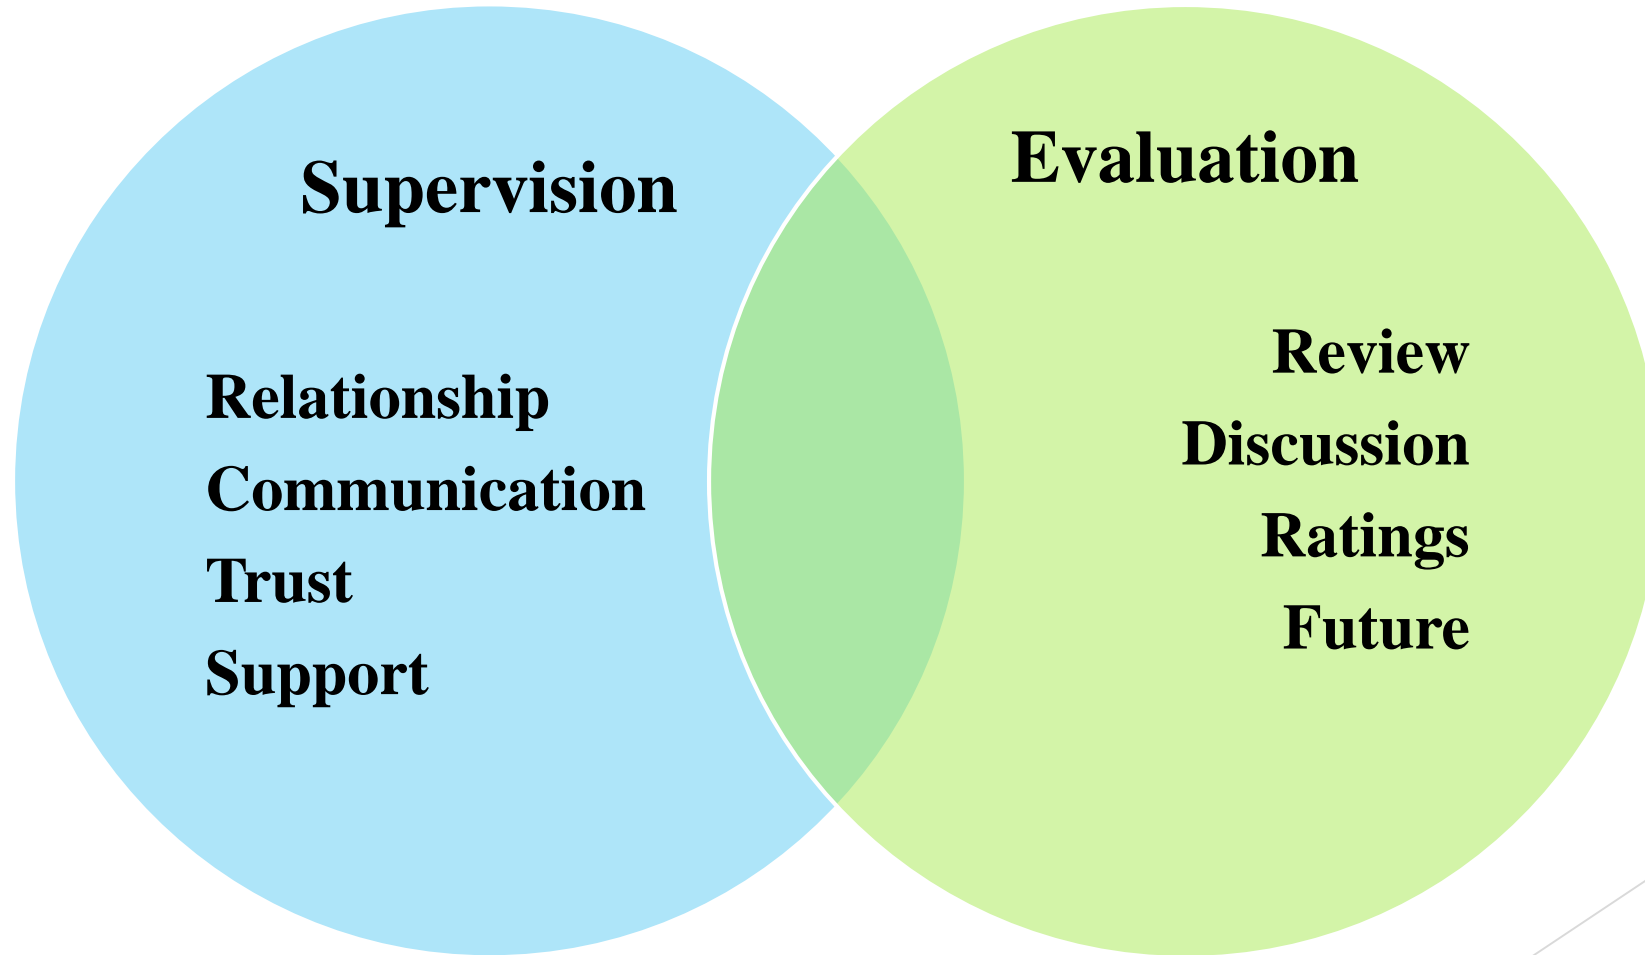 Supervision
Relationship
Communication
Trust
Support
Evaluation
Review
Discussion
Ratings
Future